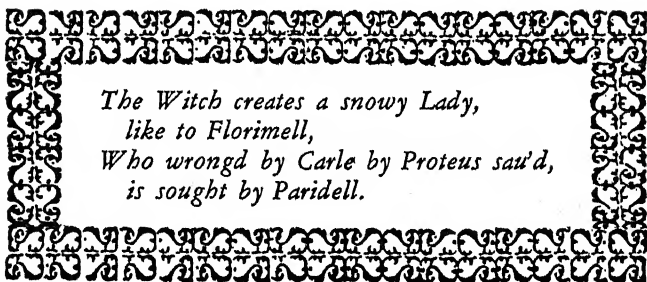 The Witch creates a snowy Lady,
like to Florimell,
Who wrongd by Carle by Proteus sau'd,
is sought by Paridell.